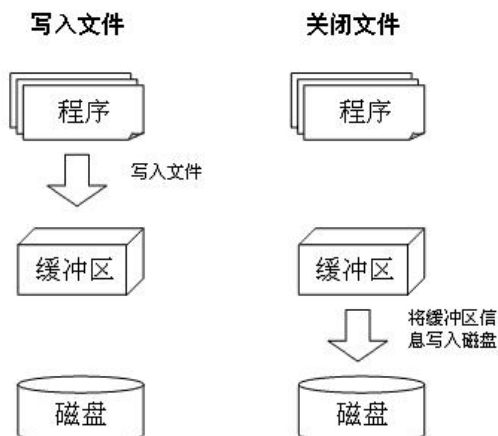 写入文件
程序
写入文件
缓冲区
磁盘
关闭文件
程序
缓冲区
将缓冲区信
息写入磁盘
磁盘